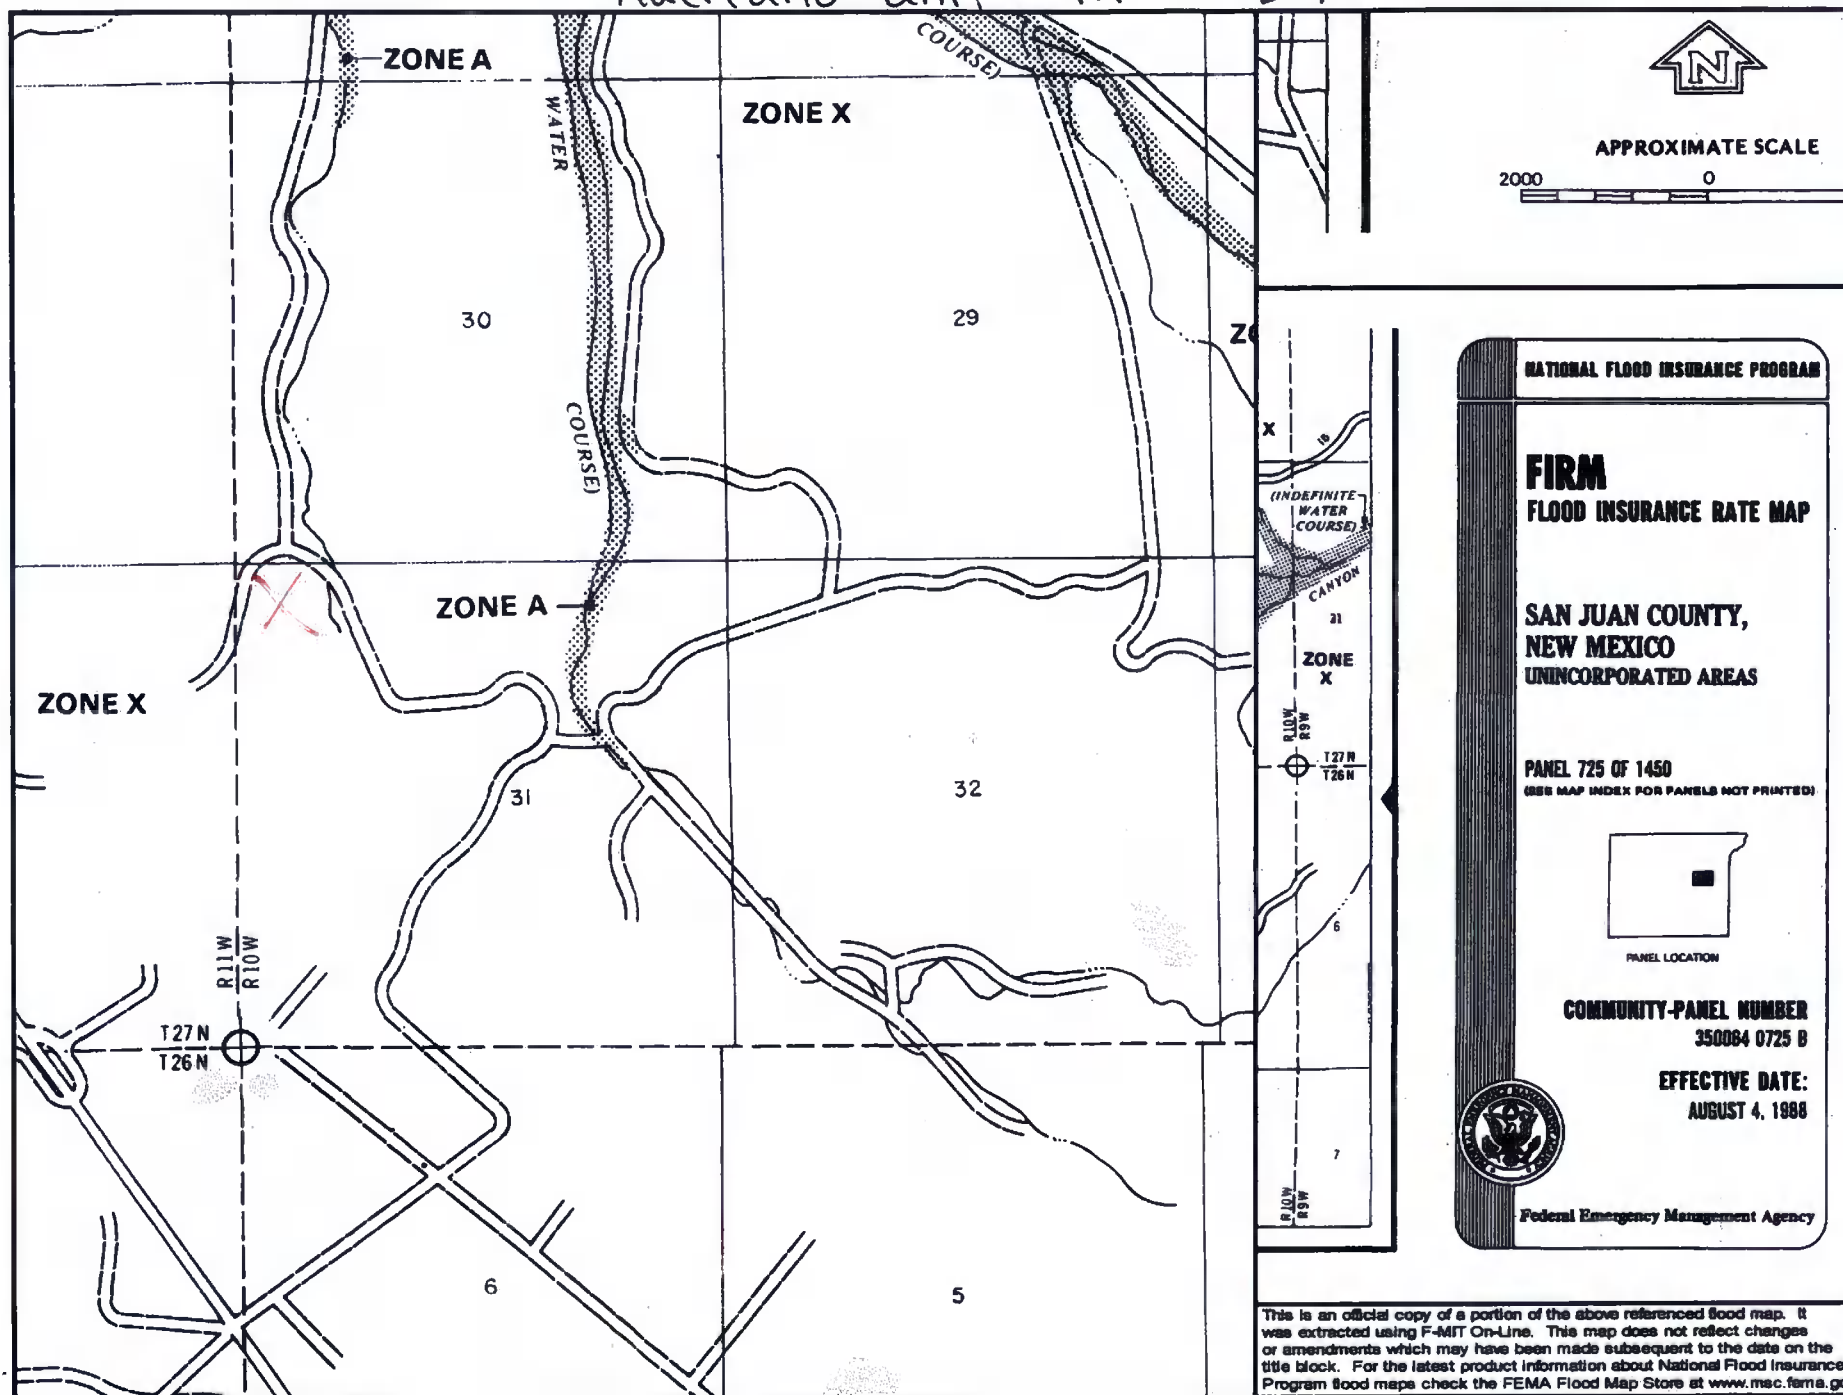 ZONE A
WATER
COURSE)
ZONE X
COURSE)
30
29
ZONE A
ZONE X
31
32
R11W
R10W
T27N
T26N
6
5
N
APPROXIMATE SCALE
2000 0
X
18
(INDEFINITE
WATER
COURSE)
CANYON
31
ZONE
X
R10W
R9W
T27N
T26N
6
7
R10W
R9W
NATIONAL FLOOD INSURANCE PROGRAM
FIRM
FLOOD INSURANCE RATE MAP
SAN JUAN COUNTY,
NEW MEXICO
UNINCORPORATED AREAS
PANEL 725 OF 1450
(SEE MAP INDEX FOR PANELS NOT PRINTED)
PANEL LOCATION
COMMUNITY-PANEL NUMBER
350064 0725 B
EFFECTIVE DATE:
AUGUST 4, 1988
Federal Emergency Management Agency
This is an official copy of a portion of the above referenced flood map. It
was extracted using F-MIT On-Line. This map does not reflect changes
or amendments which may have been made subsequent to the date on the
title block. For the latest product information about National Flood Insurance
Program flood maps check the FEMA Flood Map Store at www.msc.fema.go